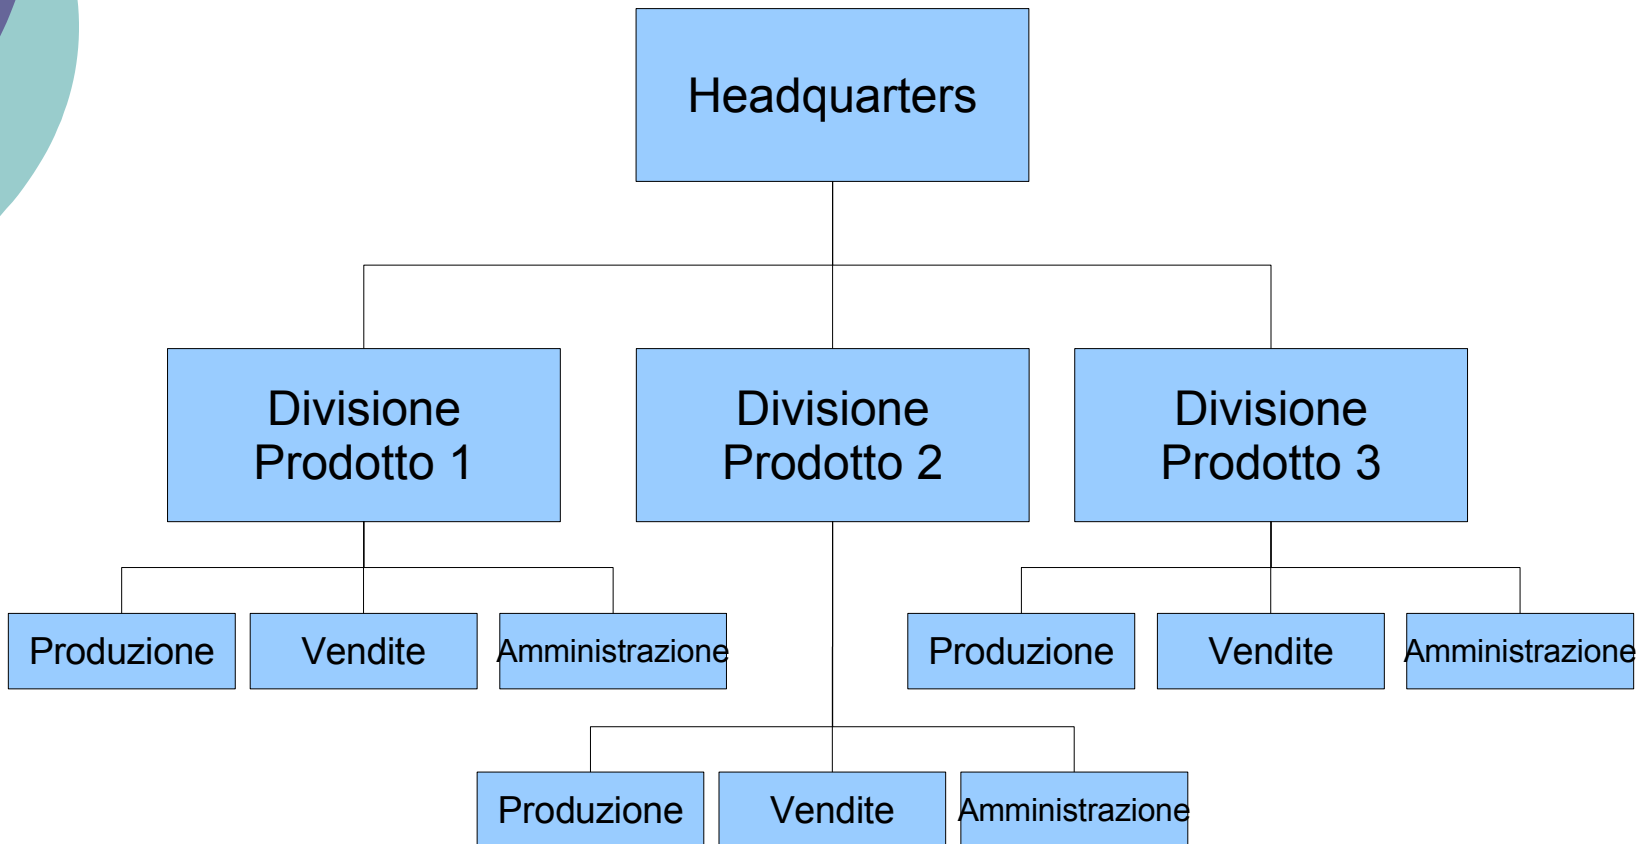 Headquarters
Divisione
Prodotto 1
Divisione
Prodotto 2
Divisione
Prodotto 3
Produzione
Vendite
Amministrazione
Produzione
Vendite
Amministrazione
Produzione
Vendite
Amministrazione